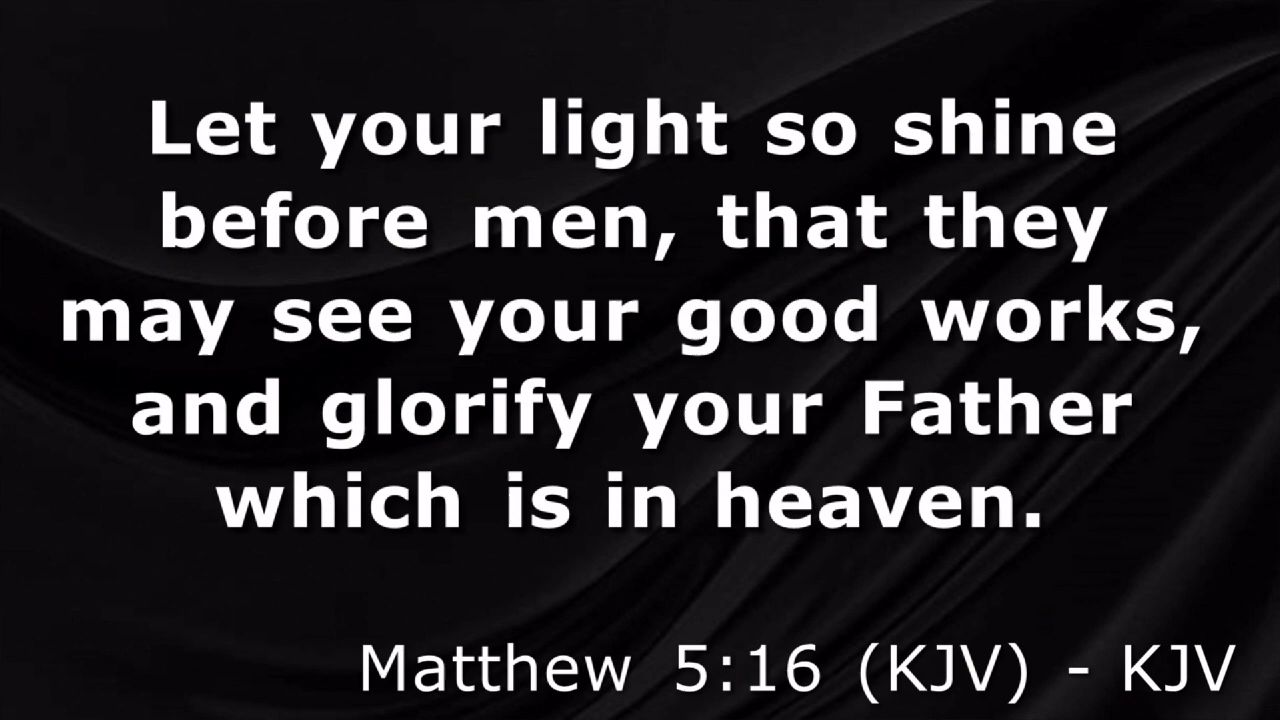 Let your light so shine
before men, that they
may see your good works,
and glorify your Father
which is in heaven.
Matthew 5:16 (KJV) - KJV